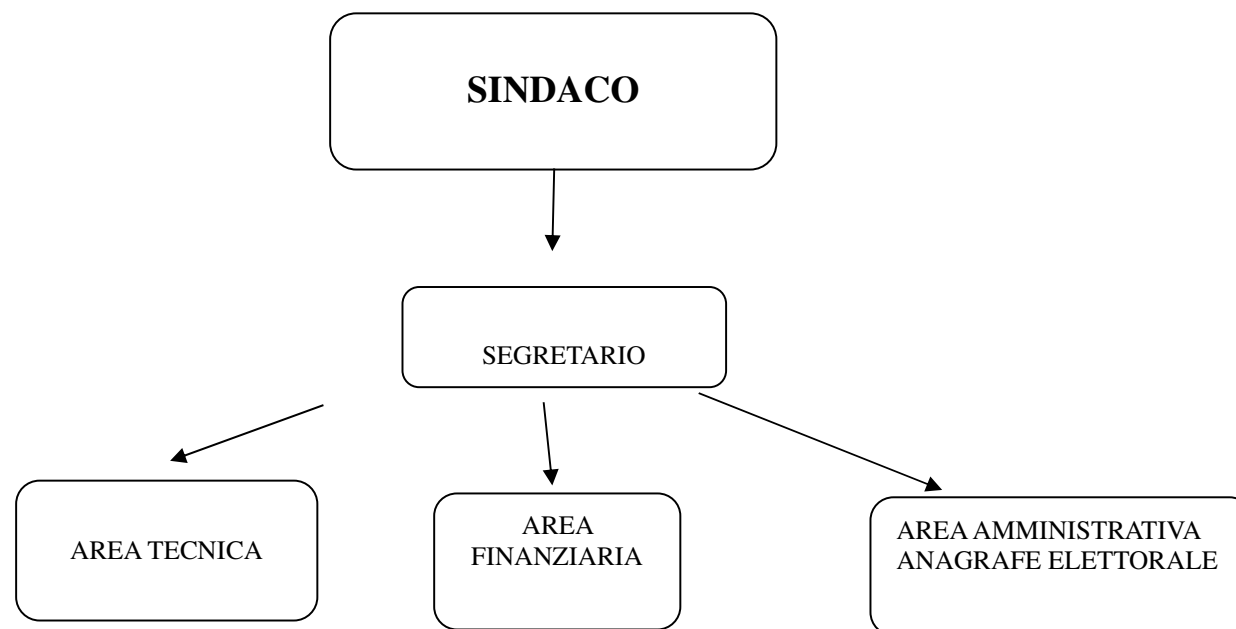 SINDACO
SEGRETARIO
AREA TECNICA
AREA
FINANZIARIA
AREA AMMINISTRATIVA
ANAGRAFE ELETTORALE